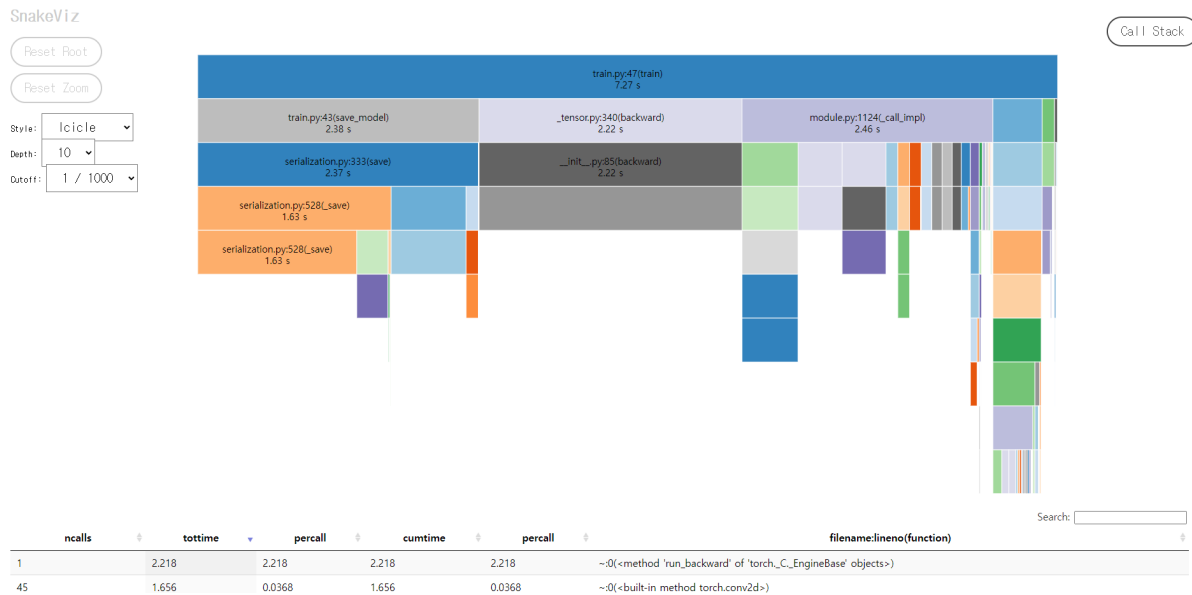 SnakeViz
Reset Root
Reset Zoom
Style: Icicle
Depth: 10
Cutoff: 1 / 1000
Call Stack
train.py:47(train)
7.27 s
train.py:43(save_model)
2.38 s
_tensor.py:340(backward)
2.22 s
module.py:1124(_call_impl)
2.46 s
serialization.py:333(save)
2.37 s
__init__.py:85(backward)
2.22 s
serialization.py:528(_save)
1.63 s
serialization.py:528(_save)
1.63 s
Search:
ncalls tottime percall cumtime percall filename:lineno(function)
1 2.218 2.218 2.218 2.218 ~:0(<method 'run_backward' of 'torch._C._EngineBase' objects>)
45 1.656 0.0368 1.656 0.0368 ~:0(<built-in method torch.conv2d>)